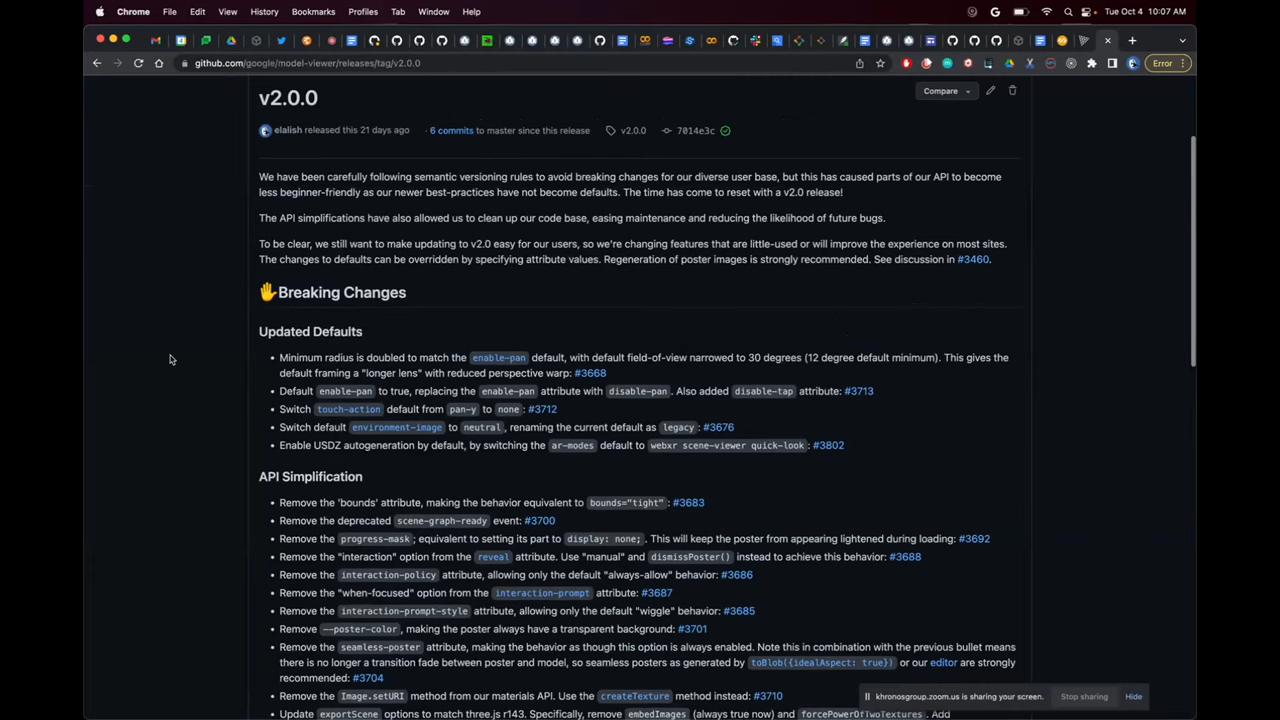 Chrome File Edit View History Bookmarks Profiles Tab Window Help Tue Oct 4 10:07 AM
github.com/google/model-viewer/releases/tag/v2.0.0 Error
v2.0.0 Compare
elalish released this 21 days ago · 6 commits to master since this release v2.0.0 7014e3c
We have been carefully following semantic versioning rules to avoid breaking changes for our diverse user base, but this has caused parts of our API to become
less beginner-friendly as our newer best-practices have not become defaults. The time has come to reset with a v2.0 release!
The API simplifications have also allowed us to clean up our code base, easing maintenance and reducing the likelihood of future bugs.
To be clear, we still want to make updating to v2.0 easy for our users, so we're changing features that are little-used or will improve the experience on most sites.
The changes to defaults can be overridden by specifying attribute values. Regeneration of poster images is strongly recommended. See discussion in #3460.
🖐Breaking Changes
Updated Defaults
• Minimum radius is doubled to match the enable-pan default, with default field-of-view narrowed to 30 degrees (12 degree default minimum). This gives the
default framing a "longer lens" with reduced perspective warp: #3668
• Default enable-pan to true, replacing the enable-pan attribute with disable-pan. Also added disable-tap attribute: #3713
• Switch touch-action default from pan-y to none: #3712
• Switch default environment-image to neutral, renaming the current default as legacy: #3676
• Enable USDZ autogeneration by default, by switching the ar-modes default to webxr scene-viewer quick-look: #3802
API Simplification
• Remove the 'bounds' attribute, making the behavior equivalent to bounds="tight": #3683
• Remove the deprecated scene-graph-ready event: #3700
• Remove the progress-mask; equivalent to setting its part to display: none;. This will keep the poster from appearing lightened during loading: #3692
• Remove the "interaction" option from the reveal attribute. Use "manual" and dismissPoster() instead to achieve this behavior: #3688
• Remove the interaction-policy attribute, allowing only the default "always-allow" behavior: #3686
• Remove the "when-focused" option from the interaction-prompt attribute: #3687
• Remove the interaction-prompt-style attribute, allowing only the default "wiggle" behavior: #3685
• Remove --poster-color, making the poster always have a transparent background: #3701
• Remove the seamless-poster attribute, making the behavior as though this option is always enabled. Note this in combination with the previous bullet means
there is no longer a transition fade between poster and model, so seamless posters as generated by toBlob({idealAspect: true}) or our editor are strongly
recommended: #3704
• Remove the Image.setURI method from our materials API. Use the createTexture method instead: #3710
khronosgroup.zoom.us is sharing your screen. Stop sharing Hide
• Update exportScene options to match three.js r143. Specifically, remove embedImages (always true now) and forcePowerOfTwoTextures. Add